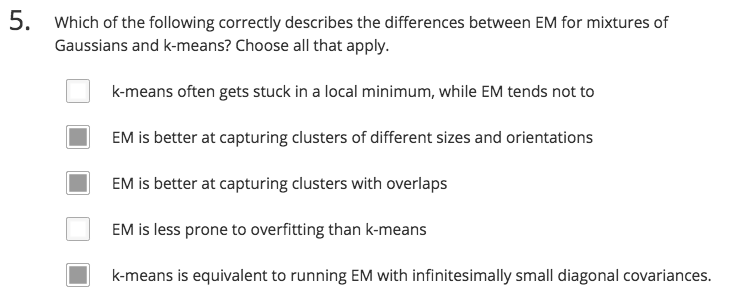 5. Which of the following correctly describes the differences between EM for mixtures of
Gaussians and k-means? Choose all that apply.
k-means often gets stuck in a local minimum, while EM tends not to
EM is better at capturing clusters of different sizes and orientations
EM is better at capturing clusters with overlaps
EM is less prone to overfitting than k-means
k-means is equivalent to running EM with infinitesimally small diagonal covariances.